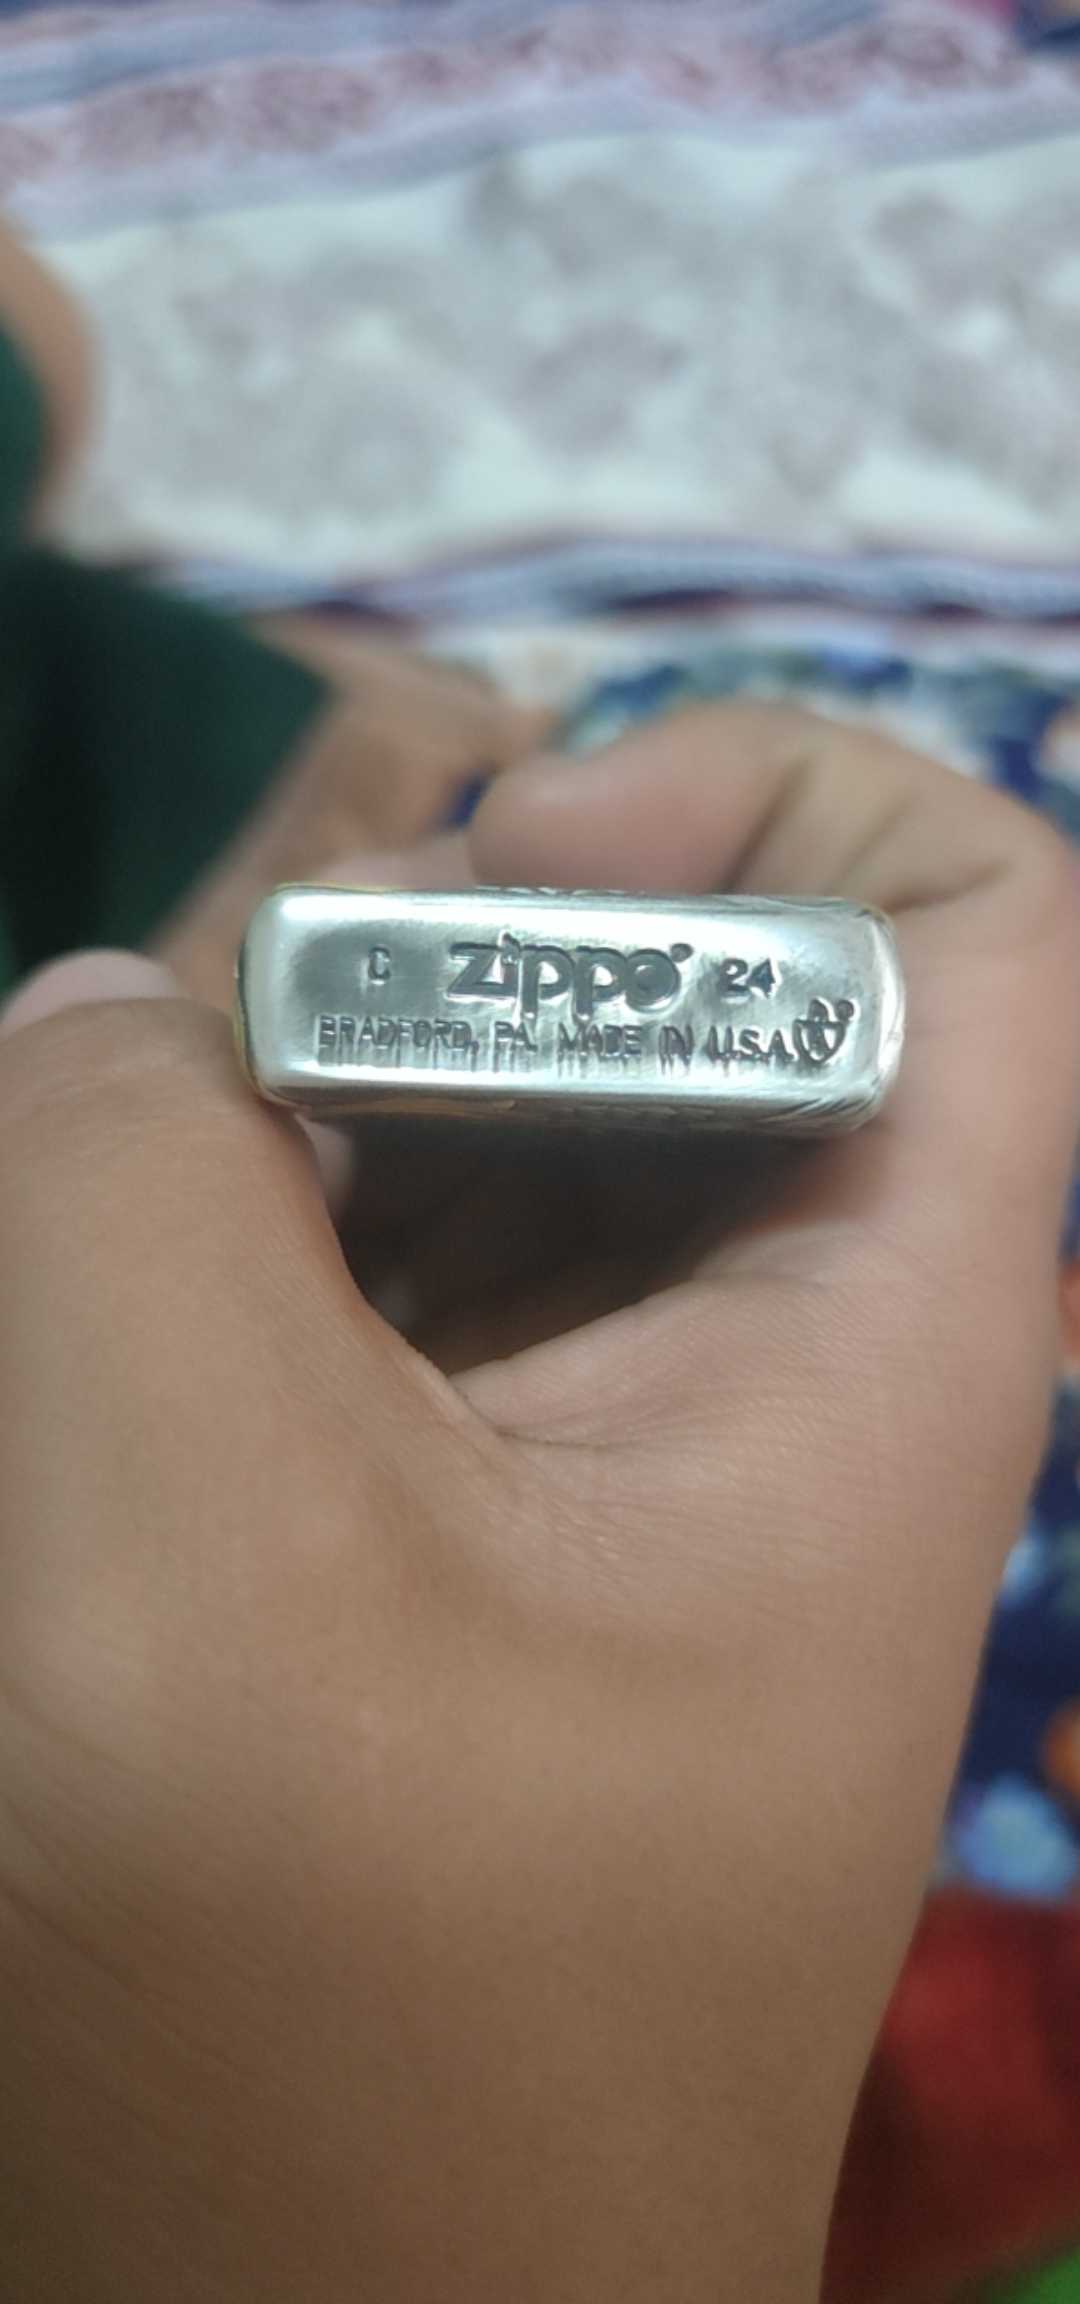 C zippo® 24
BRADFORD, PA. MADE IN U.S.A.